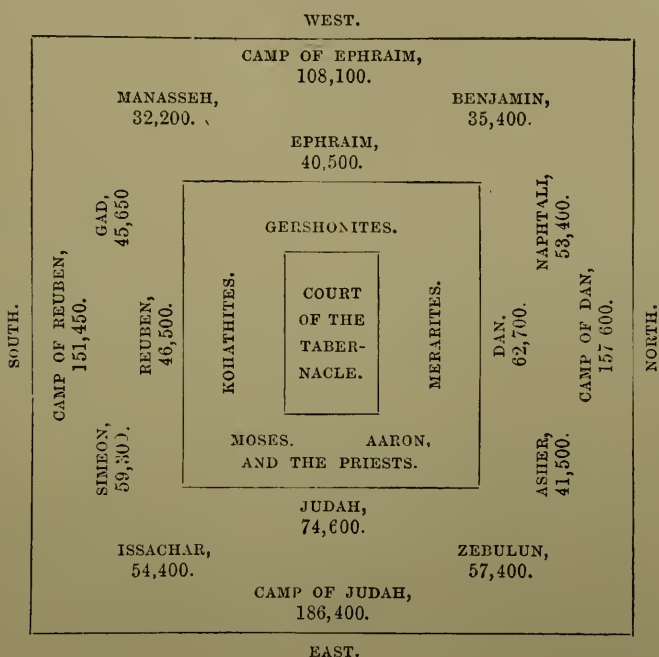 WEST.
CAMP OF EPHRAIM,
108,100.
MANASSEH,
32,200.
BENJAMIN,
35,400.
EPHRAIM,
40,500.
SOUTH.
CAMP OF REUBEN,
151,450.
GAD,
45,650
REUBEN,
46,500.
SIMEON,
59,300.
GERSHONITES.
KOHATHITES.
COURT
OF THE
TABER-
NACLE.
MERARITES.
MOSES. AARON,
AND THE PRIESTS.
DAN.
62,700.
NAPHTALI,
53,400.
CAMP OF DAN,
157 600.
ASHER,
41,500.
NORTH.
JUDAH,
74,600.
ISSACHAR,
54,400.
ZEBULUN,
57,400.
CAMP OF JUDAH,
186,400.
EAST.